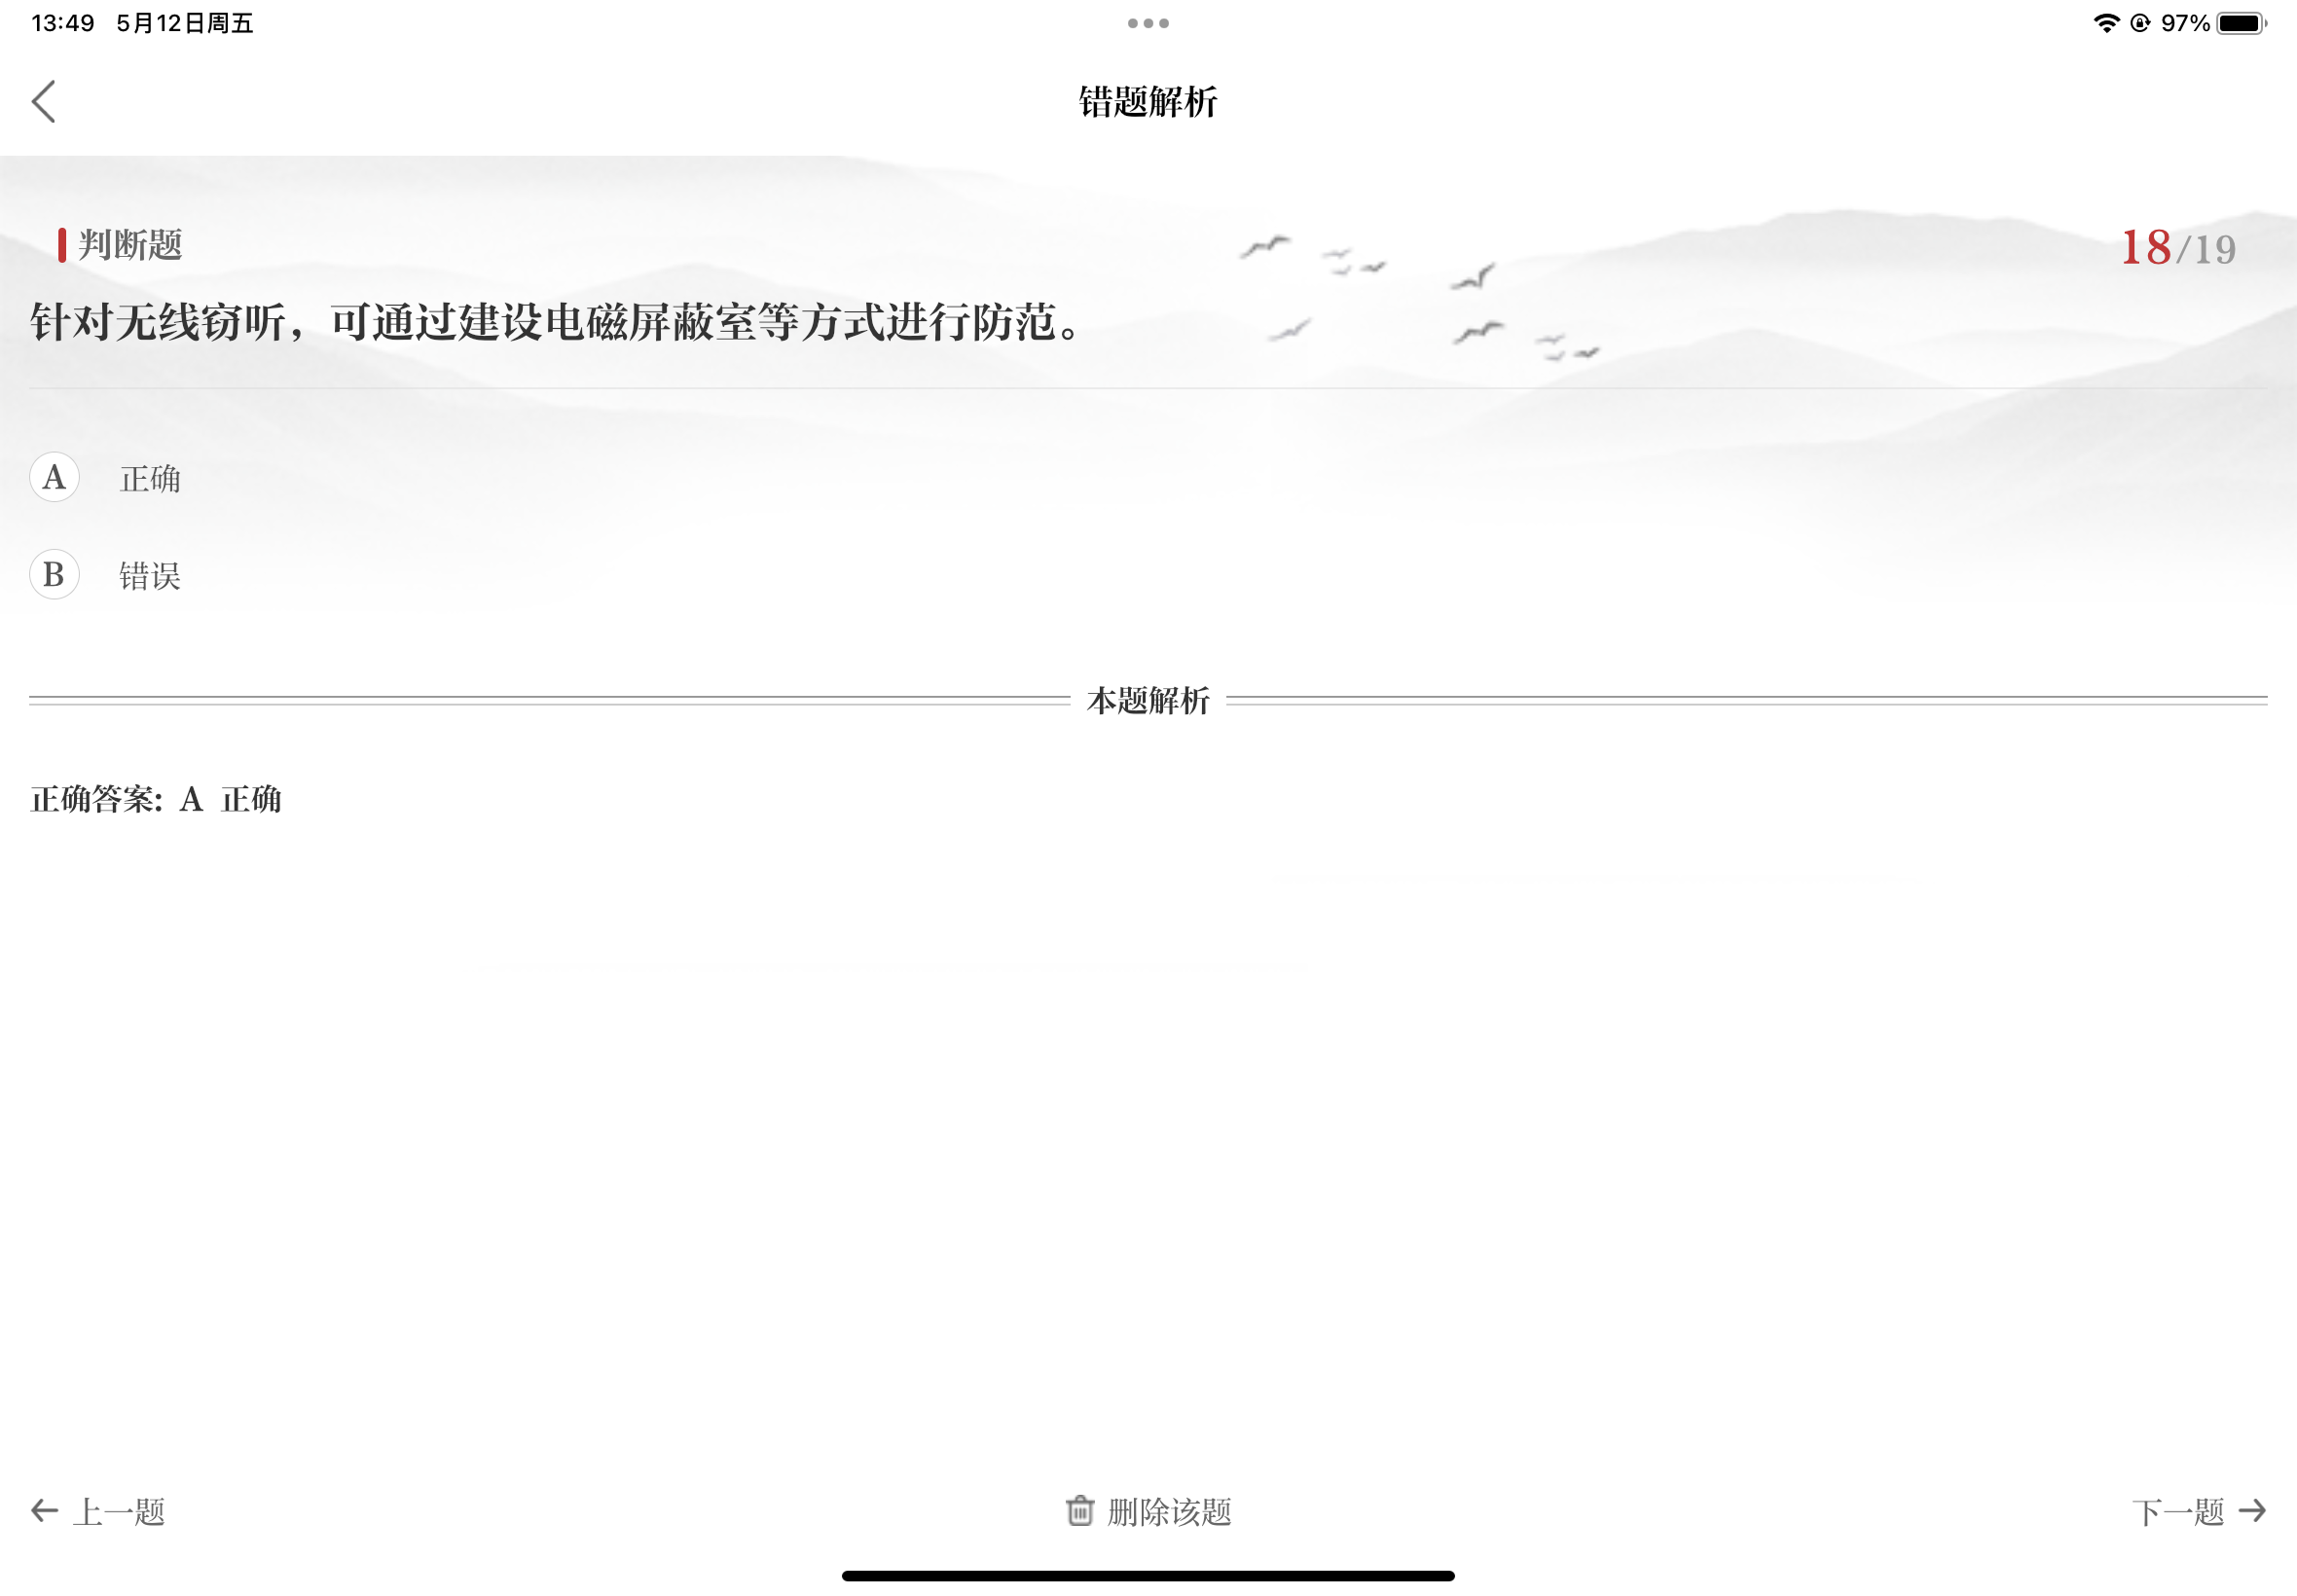 13:49 5月12日周五
97%
错题解析
判断题
18/19
针对无线窃听，可通过建设电磁屏蔽室等方式进行防范。
A 正确
B 错误
本题解析
正确答案: A 正确
上一题
删除该题
下一题